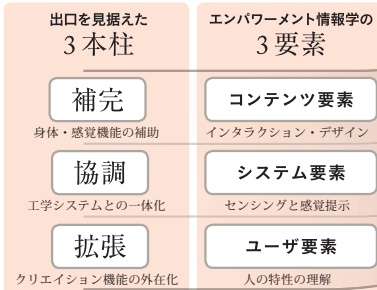 出口を見据えた
3本柱
補完
身体・感覚機能の補助
協調
工学システムとの一体化
拡張
クリエイション機能の外在化
エンパワーメント情報学の
3要素
コンテンツ要素
インタラクション・デザイン
システム要素
センシングと感覚提示
ユーザ要素
人の特性の理解